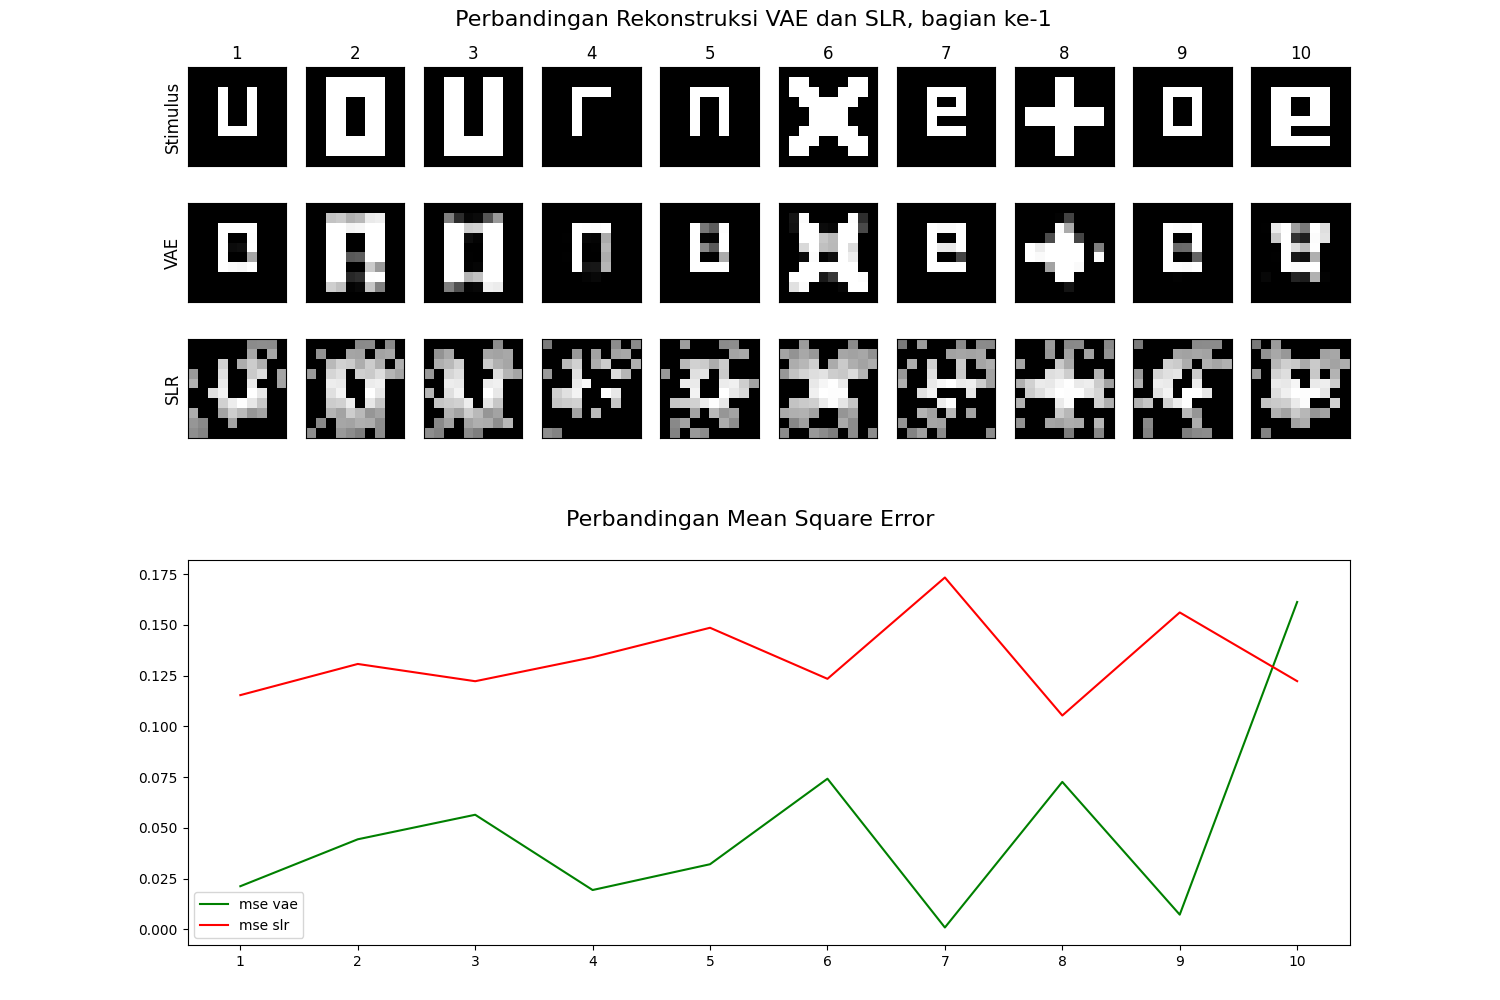 Perbandingan Rekonstruksi VAE dan SLR, bagian ke-1
1 2 3 4 5 6 7 8 9 10
Stimulus
VAE
SLR
Perbandingan Mean Square Error
0.175
0.150
0.125
0.100
0.075
0.050
0.025
0.000
mse vae
mse slr
1 2 3 4 5 6 7 8 9 10